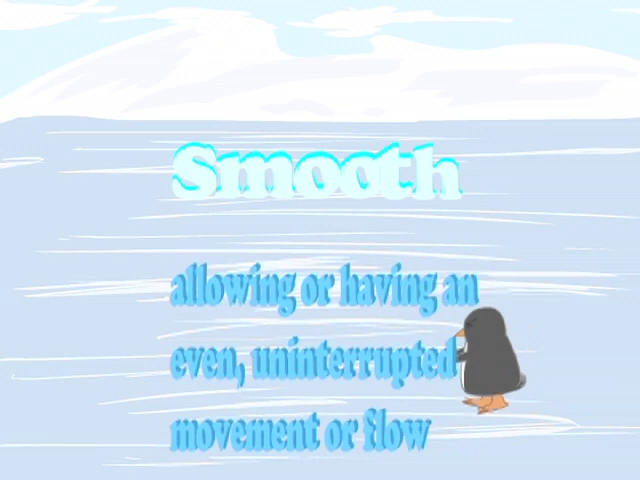 Smooth
allowing or having an
even, uninterrupted
movement or flow